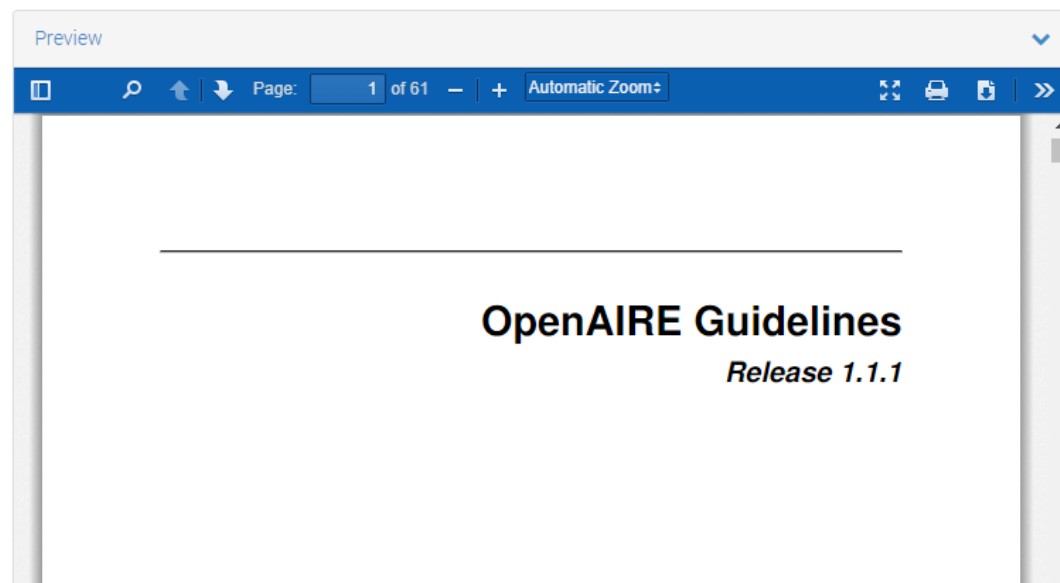 Preview
Page: 1 of 61 Automatic Zoom
OpenAIRE Guidelines
Release 1.1.1